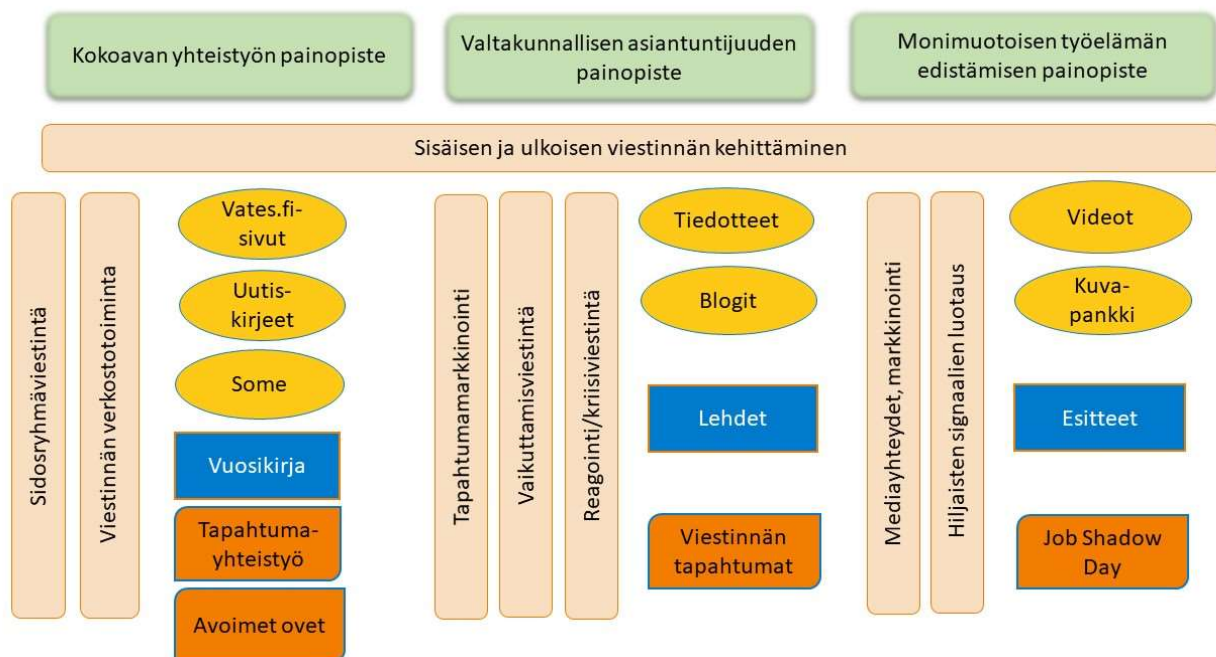 Kokoavan yhteistyön painopiste
Valtakunnallisen asiantuntijuuden
painopiste
Monimuotoisen työelämän
edistämisen painopiste
Sisäisen ja ulkoisen viestinnän kehittäminen
Sidosryhmäviestintä
Viestinnän verkostotoiminta
Vates.fi-
sivut
Uutis-
kirjeet
Some
Vuosikirja
Tapahtuma-
yhteistyö
Avoimet ovet
Tapahtumamarkkinointi
Vaikuttamisviestintä
Reagointi/kriisiviestintä
Tiedotteet
Blogit
Lehdet
Viestinnän
tapahtumat
Mediayhteydet, markkinointi
Hiljaisten signaalien luotaus
Videot
Kuva-
pankki
Esitteet
Job Shadow
Day